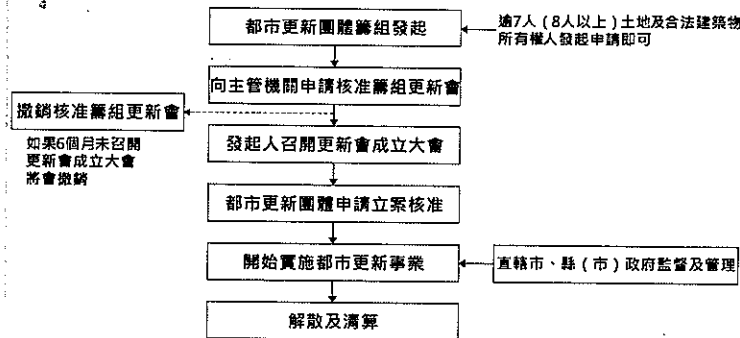 都市更新團體籌組發起
逾7人（8人以上）土地及合法建築物
所有權人發起申請即可
向主管機關申請核准籌組更新會
撤銷核准籌組更新會
如果6個月未召開
更新會成立大會
將會撤銷
發起人召開更新會成立大會
都市更新團體申請立案核准
開始實施都市更新事業
直轄市、縣（市）政府監督及管理
解散及清算